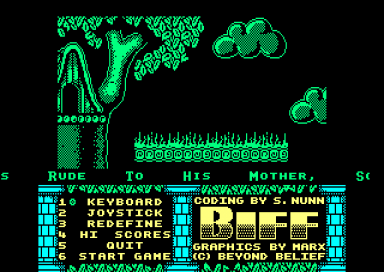 S Rude To His Mother, So
1 KEYBOARD
2 JOYSTICK
3 REDEFINE
4 HI SCORES
5 QUIT
6 START GAME
CODING BY S. NUNN
BIFF
GRAPHICS BY MARX
(C) BEYOND BELIEF